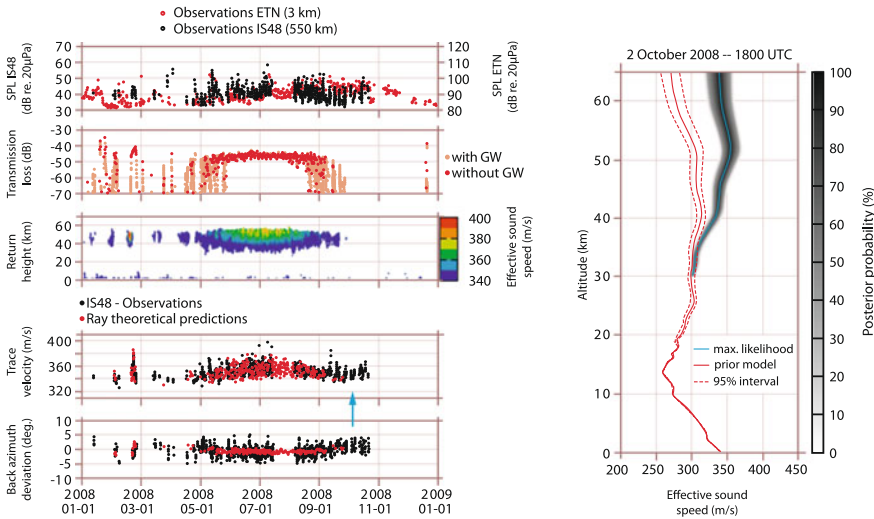 Observations ETN (3 km)
Observations IS48 (550 km)
SPL IS48
(dB re. 20μPa)
70
60
50
40
30
120
110
100
90
80
SPL ETN
(dB re. 20μPa)
Transmission
loss (dB)
-30
-40
-50
-60
-70
with GW
without GW
Return
height (km)
60
40
20
0
400
380
360
340
Effective sound
speed (m/s)
IS48 - Observations
Ray theoretical predictions
Trace
velocity (m/s)
400
360
320
Back azimuth
deviation (deg.)
10
5
0
-5
-10
2008
01-01
2008
03-01
2008
05-01
2008
07-01
2008
09-01
2008
11-01
2009
01-01
2 October 2008 -- 1800 UTC
Altitude (km)
60
50
40
30
20
10
0
max. likelihood
prior model
95% interval
200 250 300 350 400 450
Effective sound
speed (m/s)
100
90
80
70
60
50
40
30
20
10
0
Posterior probability (%)